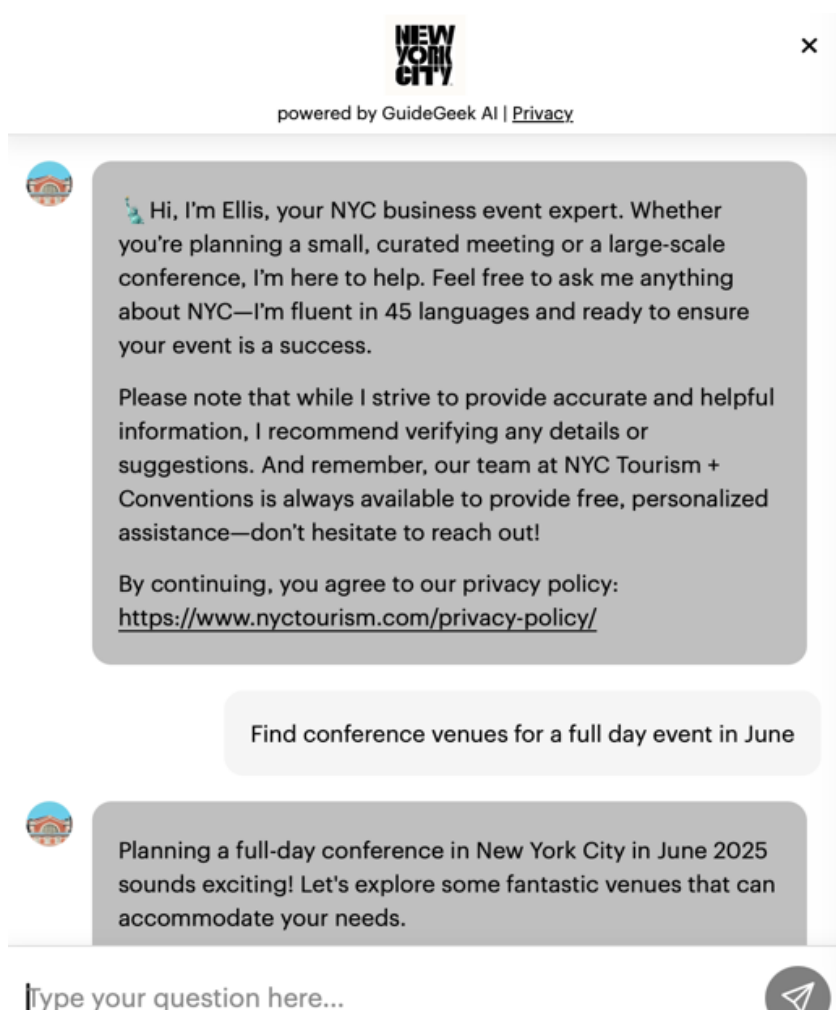 NEW
YORK
CITY
powered by GuideGeek AI | Privacy
Hi, I'm Ellis, your NYC business event expert. Whether
you're planning a small, curated meeting or a large-scale
conference, I'm here to help. Feel free to ask me anything
about NYC—I'm fluent in 45 languages and ready to ensure
your event is a success.
Please note that while I strive to provide accurate and helpful
information, I recommend verifying any details or
suggestions. And remember, our team at NYC Tourism +
Conventions is always available to provide free, personalized
assistance—don't hesitate to reach out!
By continuing, you agree to our privacy policy:
https://www.nyctourism.com/privacy-policy/
Find conference venues for a full day event in June
Planning a full-day conference in New York City in June 2025
sounds exciting! Let's explore some fantastic venues that can
accommodate your needs.
Type your question here...